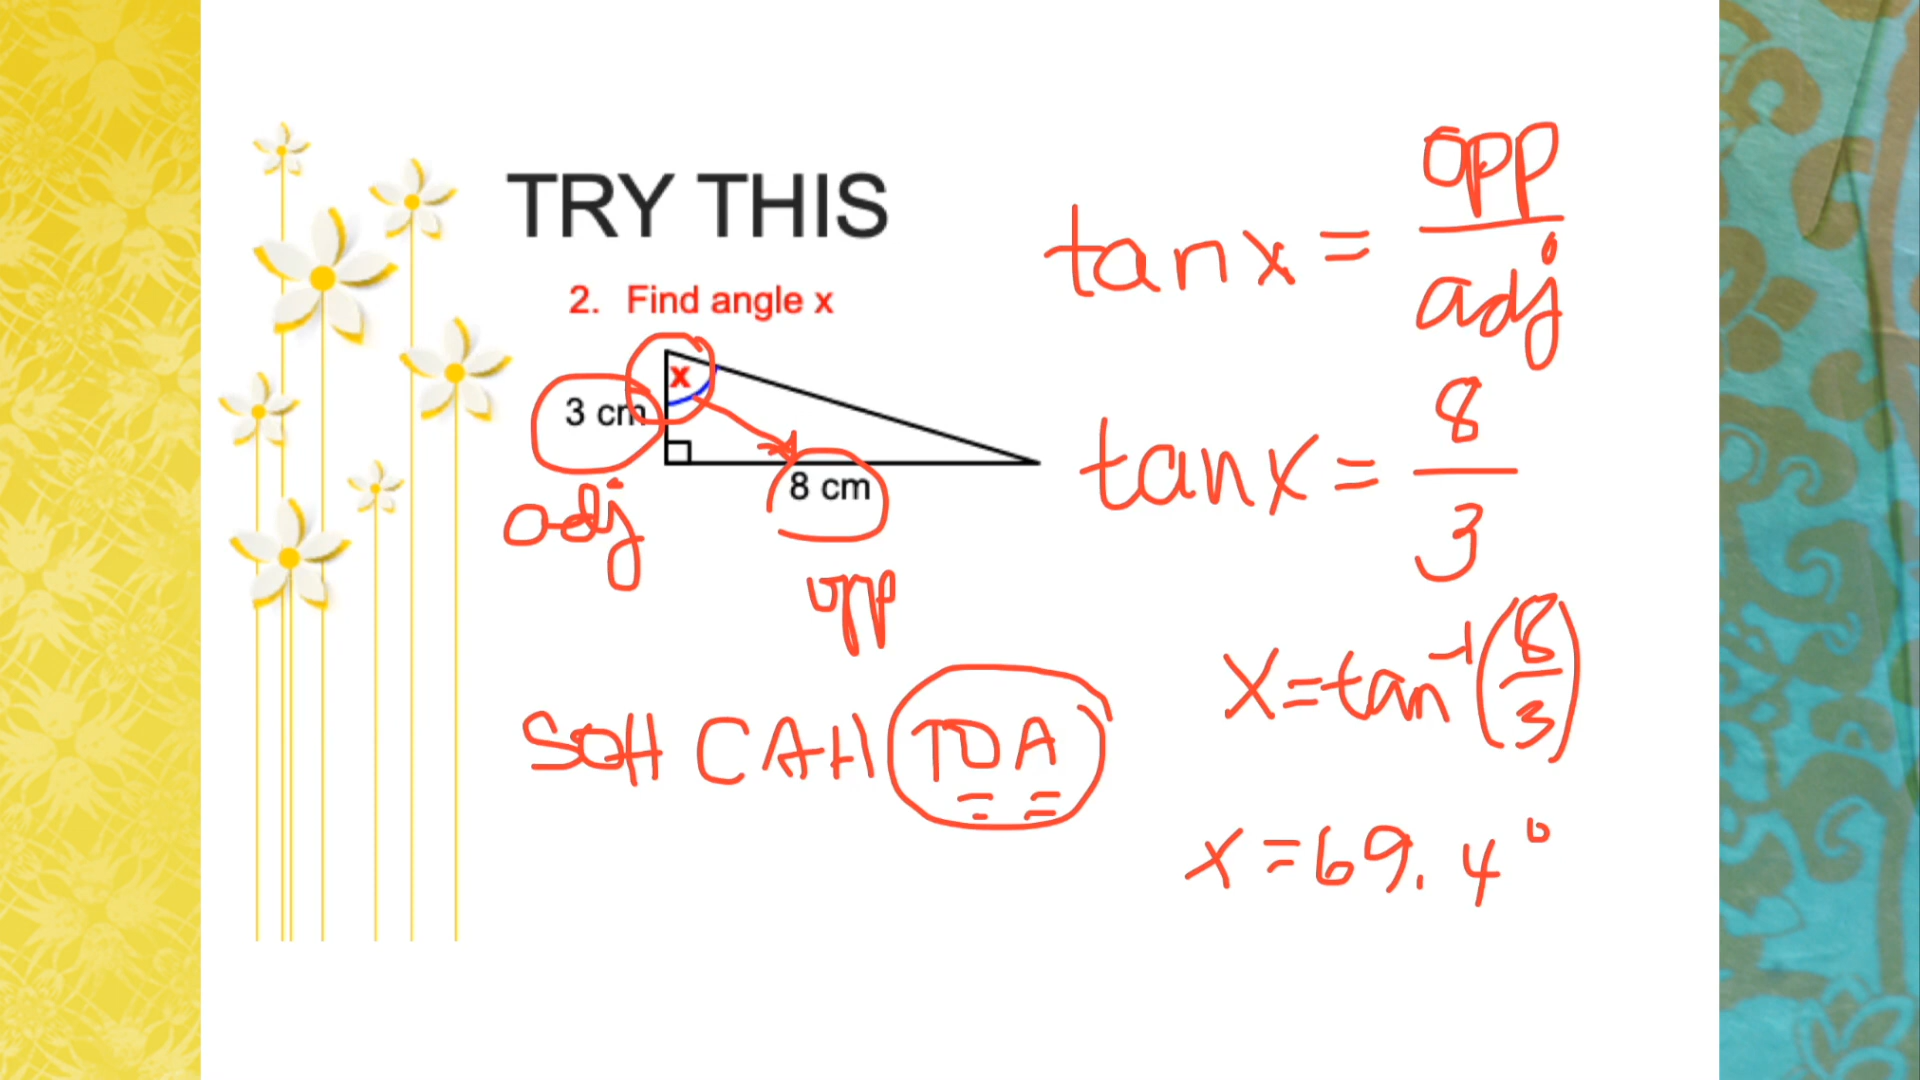 TRY THIS
2. Find angle x
x
3 cm
8 cm
adj
opp
SOH CAH TOA
tan x = opp/adj
tan x = 8/3
x = tan⁻¹(8/3)
x = 69.4°